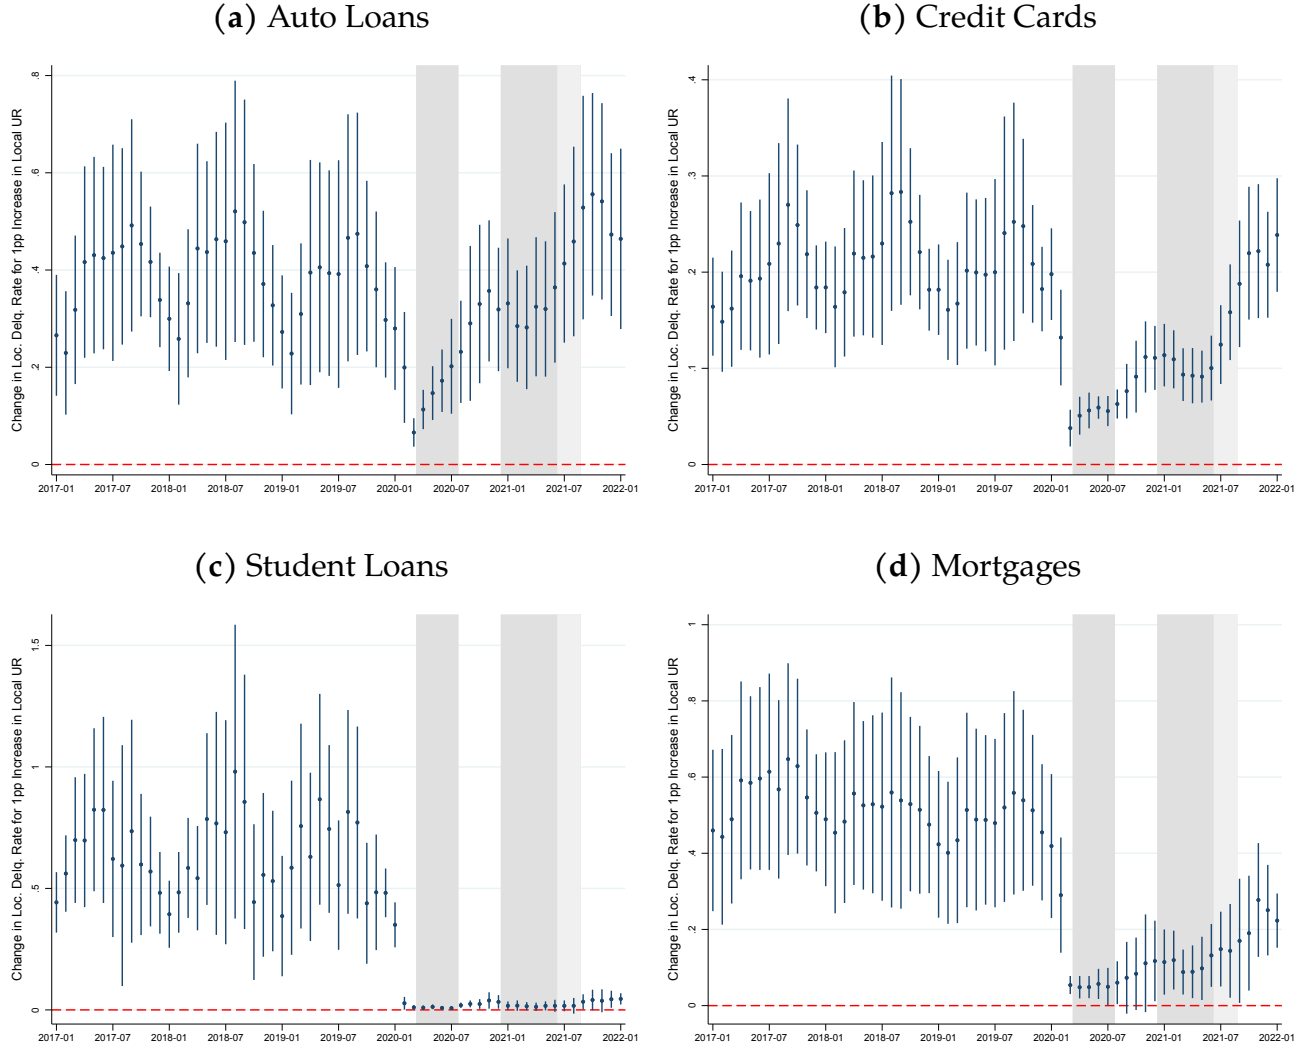 (a) Auto Loans
Change in Loc. Delq. Rate for 1pp Increase in Local UR
.8
.6
.4
.2
0
2017-01 2017-07 2018-01 2018-07 2019-01 2019-07 2020-01 2020-07 2021-01 2021-07 2022-01
(b) Credit Cards
Change in Loc. Delq. Rate for 1pp Increase in Local UR
.4
.3
.2
.1
0
2017-01 2017-07 2018-01 2018-07 2019-01 2019-07 2020-01 2020-07 2021-01 2021-07 2022-01
(c) Student Loans
Change in Loc. Delq. Rate for 1pp Increase in Local UR
1.5
1
.5
0
2017-01 2017-07 2018-01 2018-07 2019-01 2019-07 2020-01 2020-07 2021-01 2021-07 2022-01
(d) Mortgages
Change in Loc. Delq. Rate for 1pp Increase in Local UR
1
.8
.6
.4
.2
0
2017-01 2017-07 2018-01 2018-07 2019-01 2019-07 2020-01 2020-07 2021-01 2021-07 2022-01